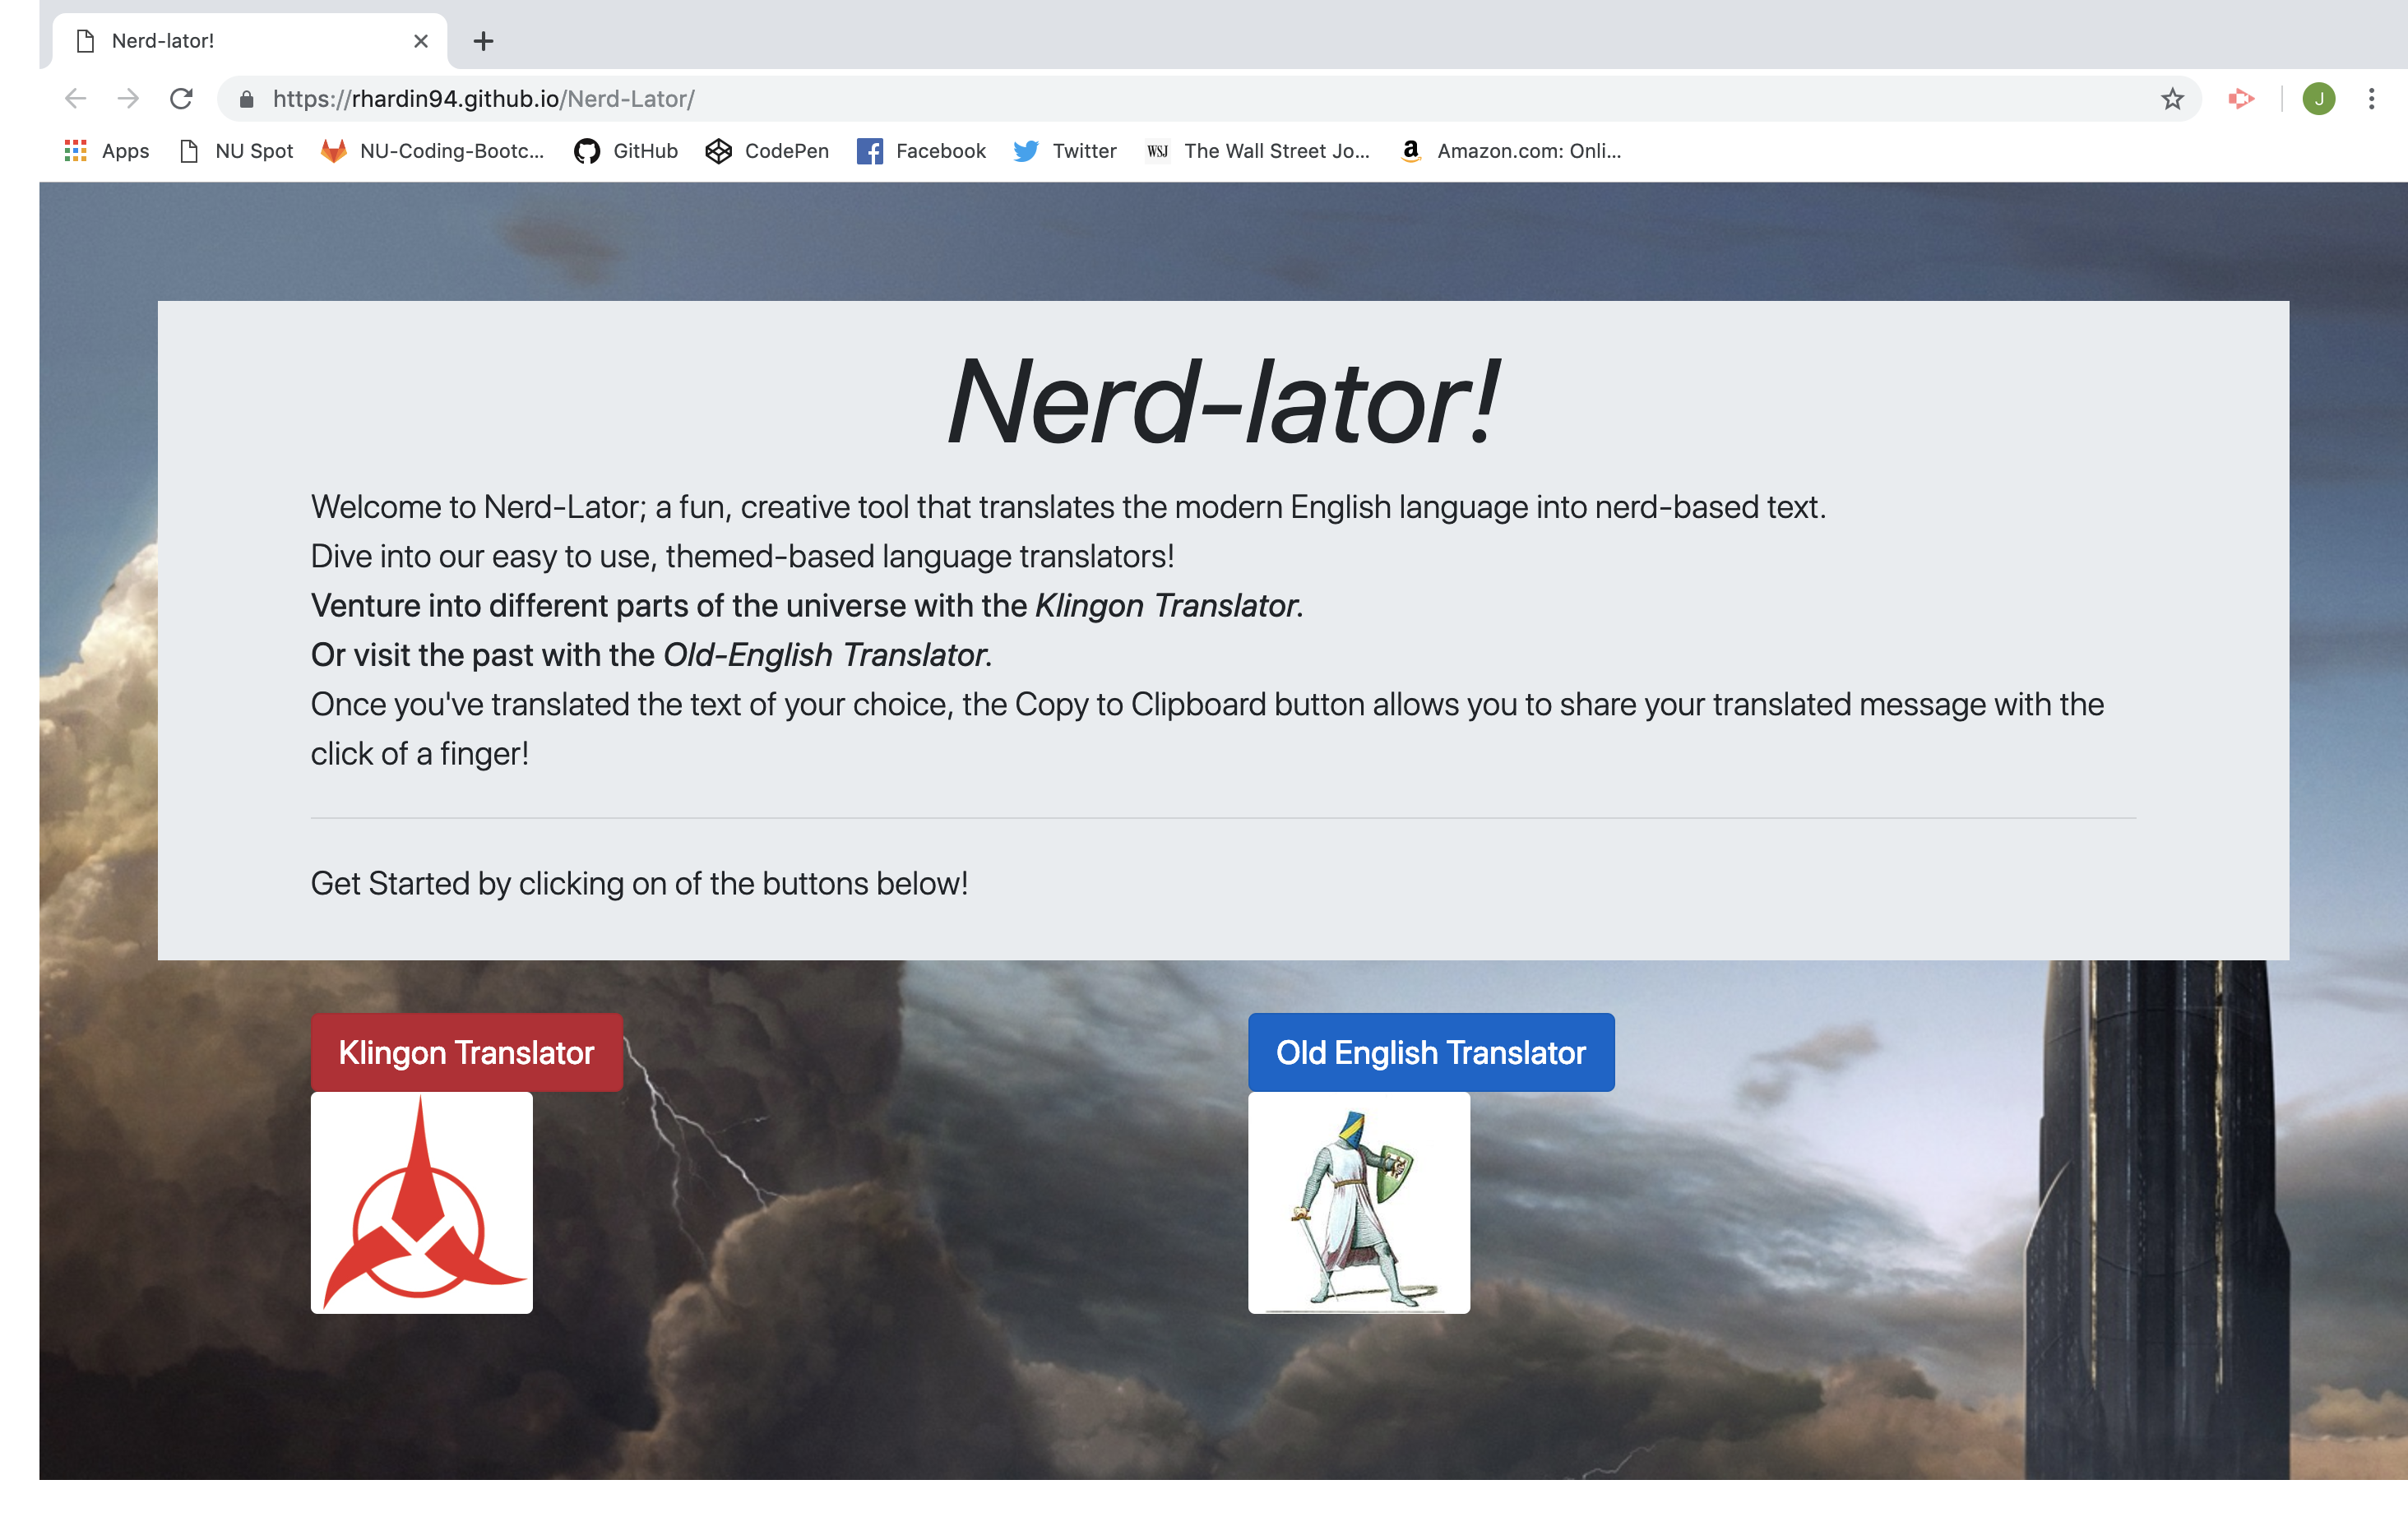 Nerd-lator!
https://rhardin94.github.io/Nerd-Lator/
J
Apps NU Spot NU-Coding-Bootc... GitHub CodePen Facebook Twitter WSJ The Wall Street Jo... a Amazon.com: Onli...
Nerd-lator!
Welcome to Nerd-Lator; a fun, creative tool that translates the modern English language into nerd-based text.
Dive into our easy to use, themed-based language translators!
Venture into different parts of the universe with the Klingon Translator.
Or visit the past with the Old-English Translator.
Once you've translated the text of your choice, the Copy to Clipboard button allows you to share your translated message with the
click of a finger!
Get Started by clicking on of the buttons below!
Klingon Translator
Old English Translator